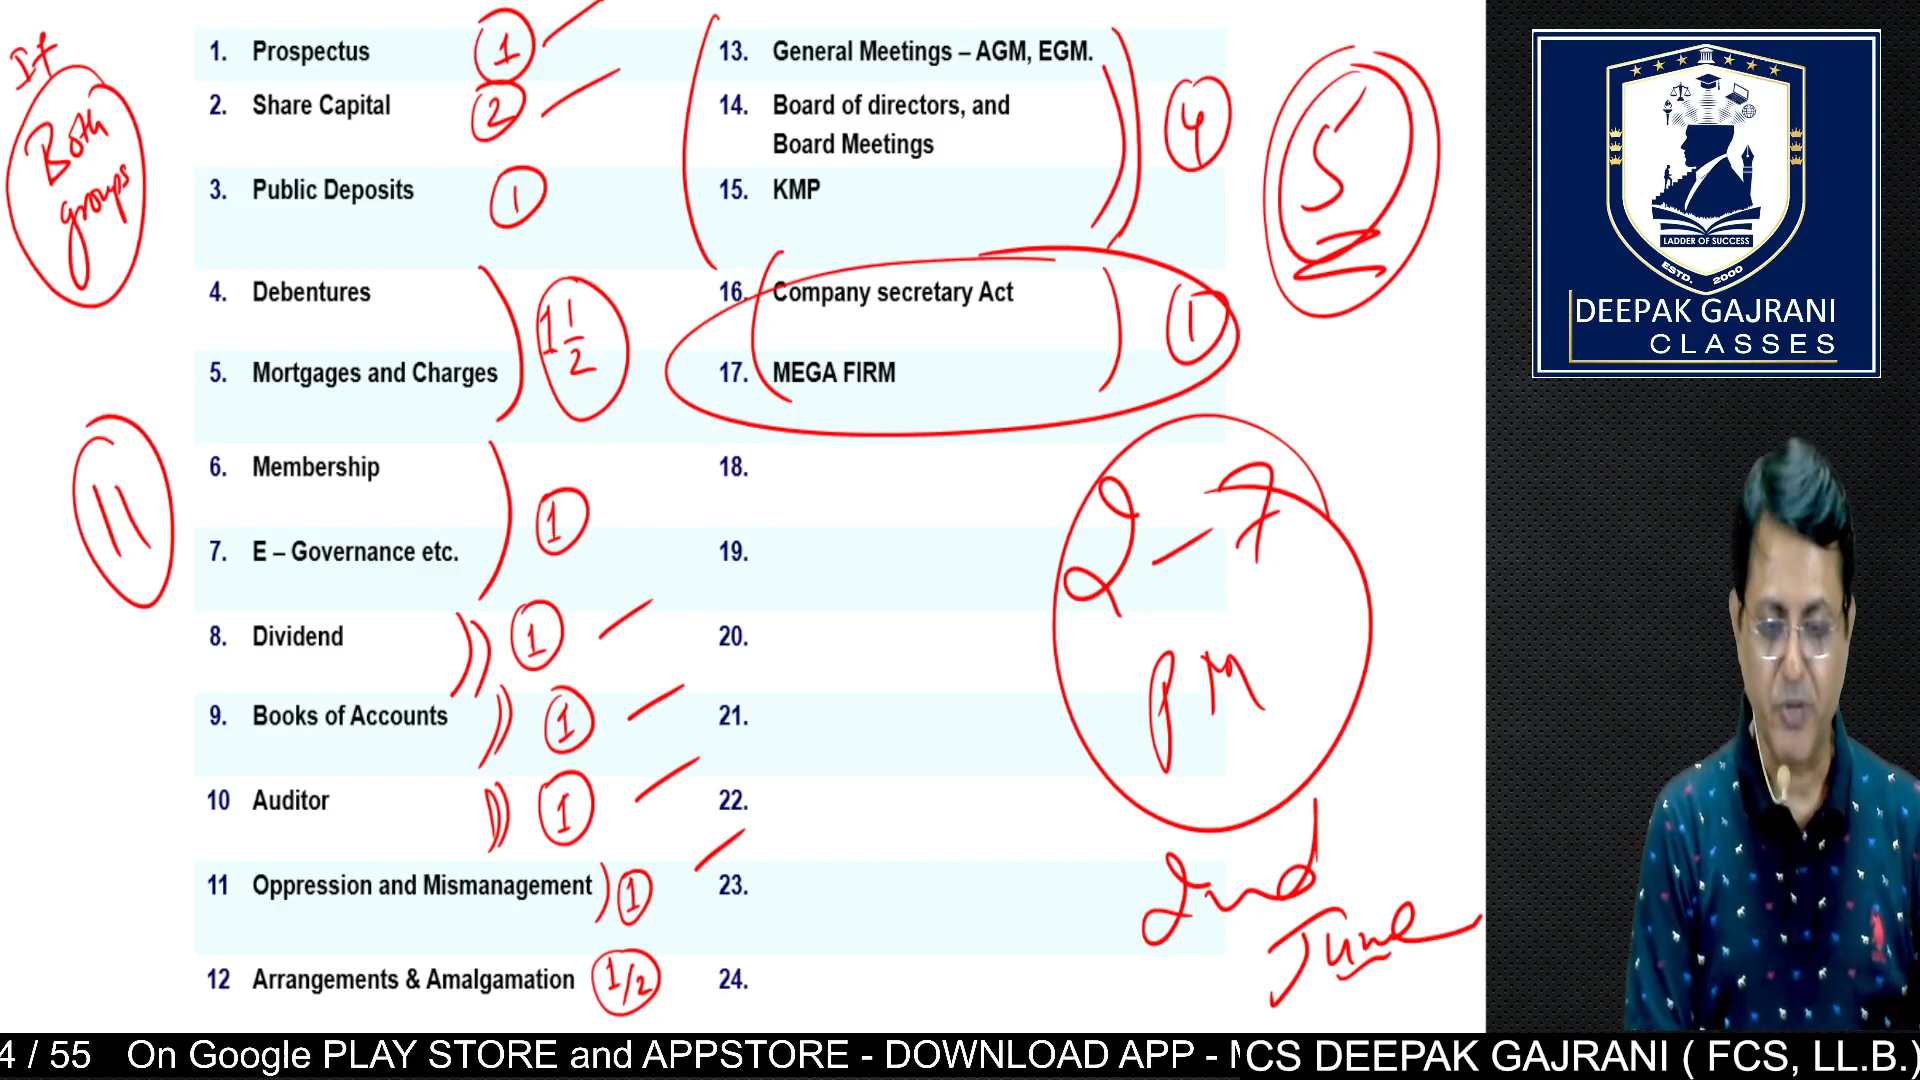 If
Both
groups
11
1. Prospectus 1
2. Share Capital 2
3. Public Deposits 1
4. Debentures
5. Mortgages and Charges
1 1/2
6. Membership
7. E – Governance etc.
1
8. Dividend 1
9. Books of Accounts 1
10 Auditor 1
11 Oppression and Mismanagement 1
12 Arrangements & Amalgamation 1/2
13. General Meetings – AGM, EGM.
14. Board of directors, and
Board Meetings
15. KMP
4
5
16. Company secretary Act
17. MEGA FIRM
1
18.
19.
20.
21.
22.
23.
24.
2 – 7
PM
2nd
June
LADDER OF SUCCESS
ESTD. 2000
DEEPAK GAJRANI
CLASSES
4 / 55 On Google PLAY STORE and APPSTORE - DOWNLOAD APP -
CS DEEPAK GAJRANI ( FCS, LL.B.)